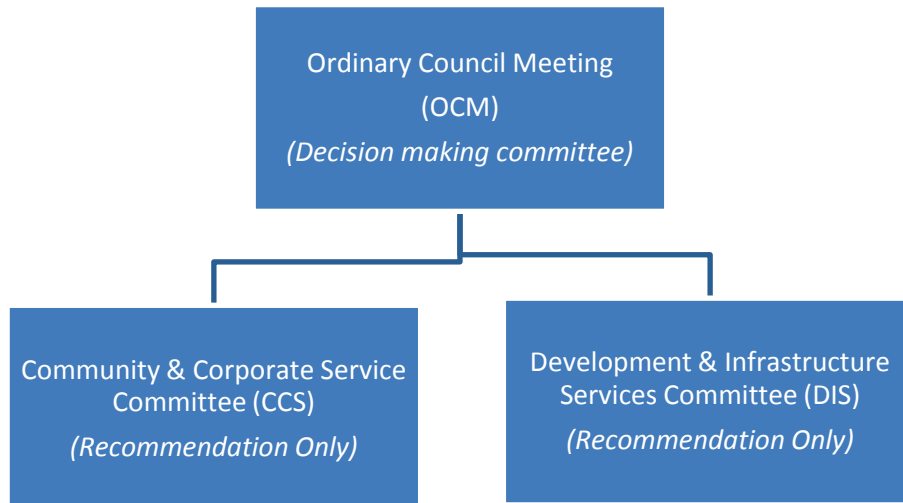 Ordinary Council Meeting
(OCM)
(Decision making committee)
Community & Corporate Service
Committee (CCS)
(Recommendation Only)
Development & Infrastructure
Services Committee (DIS)
(Recommendation Only)